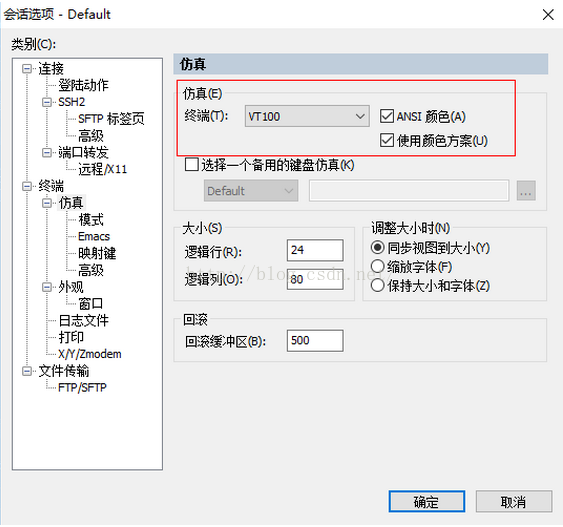 会话选项 - Default
类别(C):
连接
登陆动作
SSH2
SFTP 标签页
高级
端口转发
远程/X11
终端
仿真
模式
Emacs
映射键
高级
外观
窗口
日志文件
打印
X/Y/Zmodem
文件传输
FTP/SFTP
仿真
仿真(E)
终端(T): VT100 ANSI 颜色(A)
使用颜色方案(U)
选择一个备用的键盘仿真(K)
Default ...
大小(S)
逻辑行(R): 24
逻辑列(O): 80
调整大小时(N)
同步视图到大小(Y)
缩放字体(F)
保持大小和字体(Z)
http://blog.csdn.net
回滚
回滚缓冲区(B): 500
确定 取消